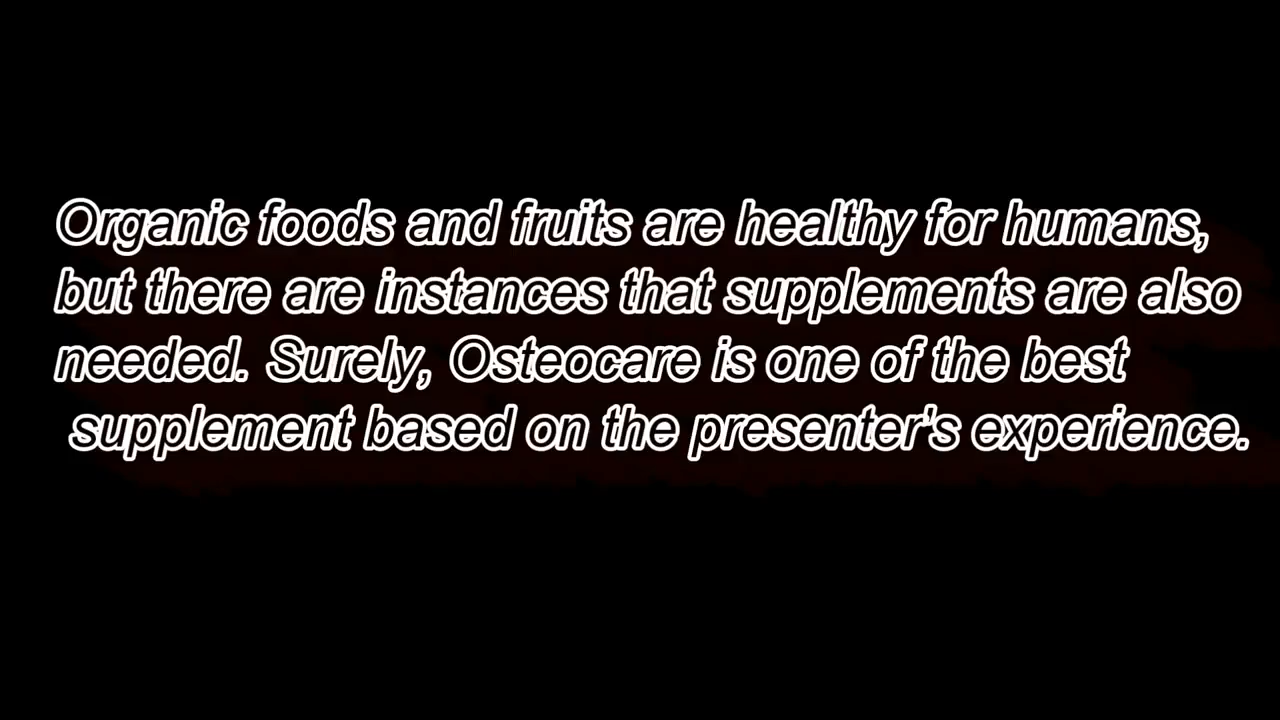 Organic foods and fruits are healthy for humans,
but there are instances that supplements are also
needed. Surely, Osteocare is one of the best
supplement based on the presenter's experience.